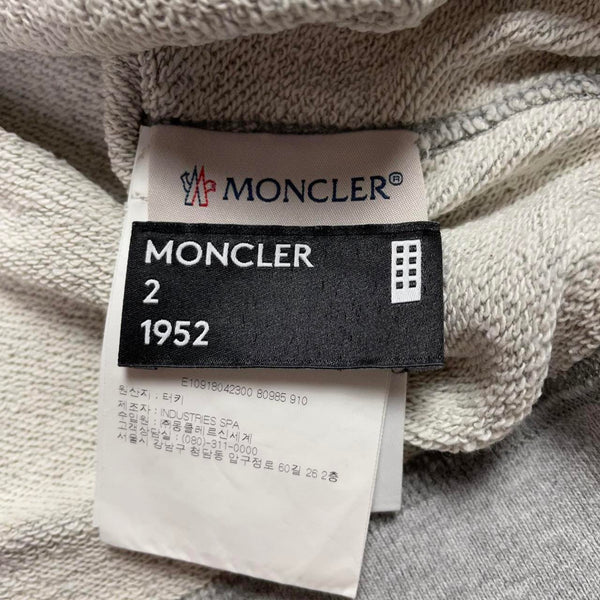 MONCLER®
MONCLER
2
1952
E10918042300 80985 910
원산지 : 터키
제조자 : INDUSTRIES SPA
수입원 : ㈜몽클레르신세계
고객상담실 : (080)-311-0000
서울시 강남구 청담동 압구정로 60길 26 2층